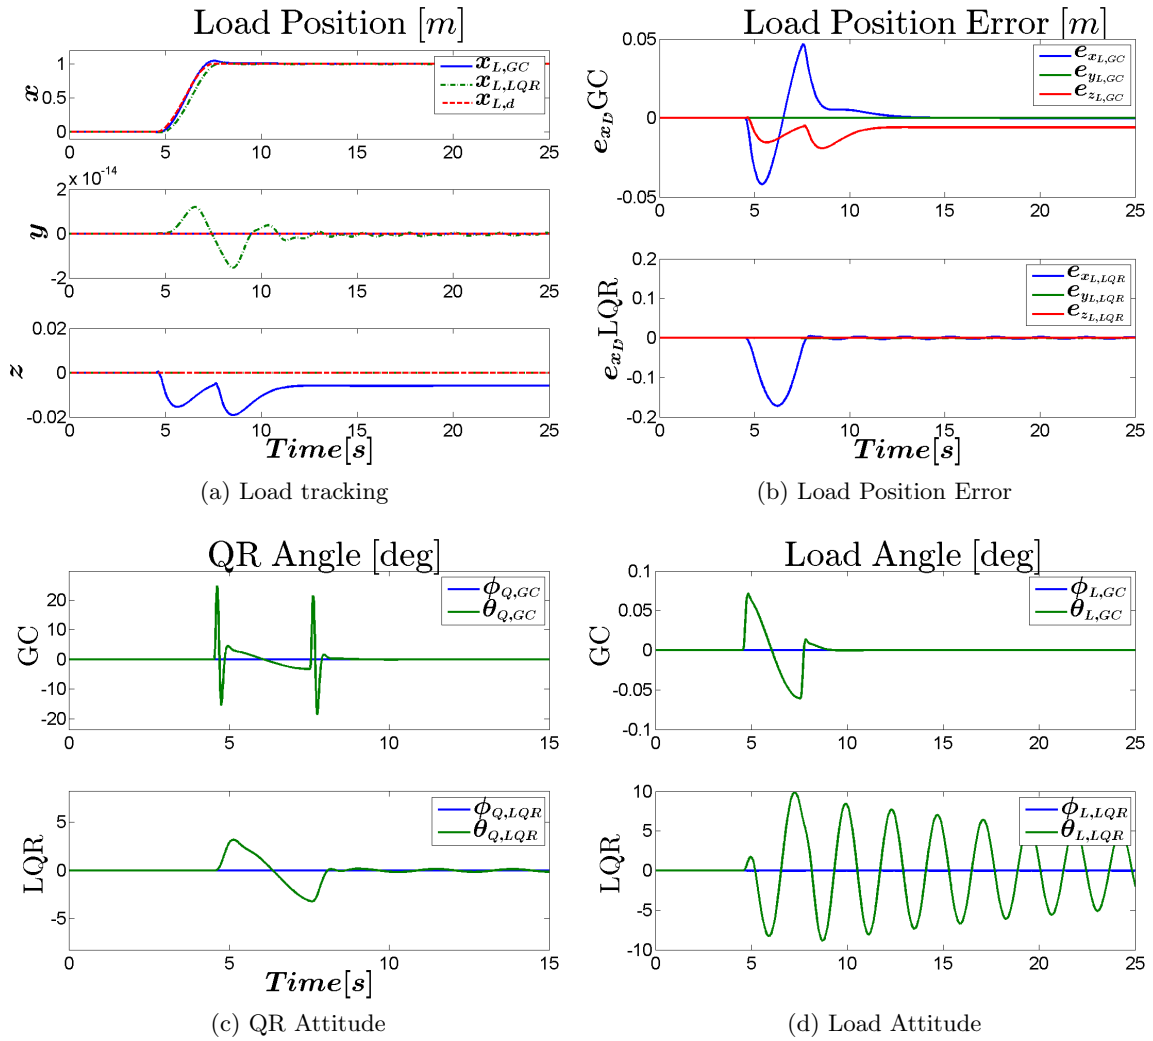 Load Position [m]
x
1
0.5
0
x_{L,GC}
x_{L,LQR}
x_{L,d}
0 5 10 15 20 25
x 10^{-14}
y
2
0
-2
0 5 10 15 20 25
z
0.02
0
-0.02
0 5 10 15 20 25
Time[s]
(a) Load tracking
Load Position Error [m]
e_{x_L},GC
0.05
0
-0.05
e_{x_{L,GC}}
e_{y_{L,GC}}
e_{z_{L,GC}}
0 5 10 15 20 25
e_{x_L},LQR
0.2
0.1
0
-0.1
-0.2
e_{x_{L,LQR}}
e_{y_{L,LQR}}
e_{z_{L,LQR}}
0 5 10 15 20 25
Time[s]
(b) Load Position Error
QR Angle [deg]
GC
20
10
0
-10
-20
ϕ_{Q,GC}
θ_{Q,GC}
0 5 10 15
LQR
5
0
-5
ϕ_{Q,LQR}
θ_{Q,LQR}
0 5 10 15
Time[s]
(c) QR Attitude
Load Angle [deg]
GC
0.1
0.05
0
-0.05
-0.1
ϕ_{L,GC}
θ_{L,GC}
0 5 10 15 20 25
LQR
10
5
0
-5
-10
ϕ_{L,LQR}
θ_{L,LQR}
0 5 10 15 20 25
(d) Load Attitude